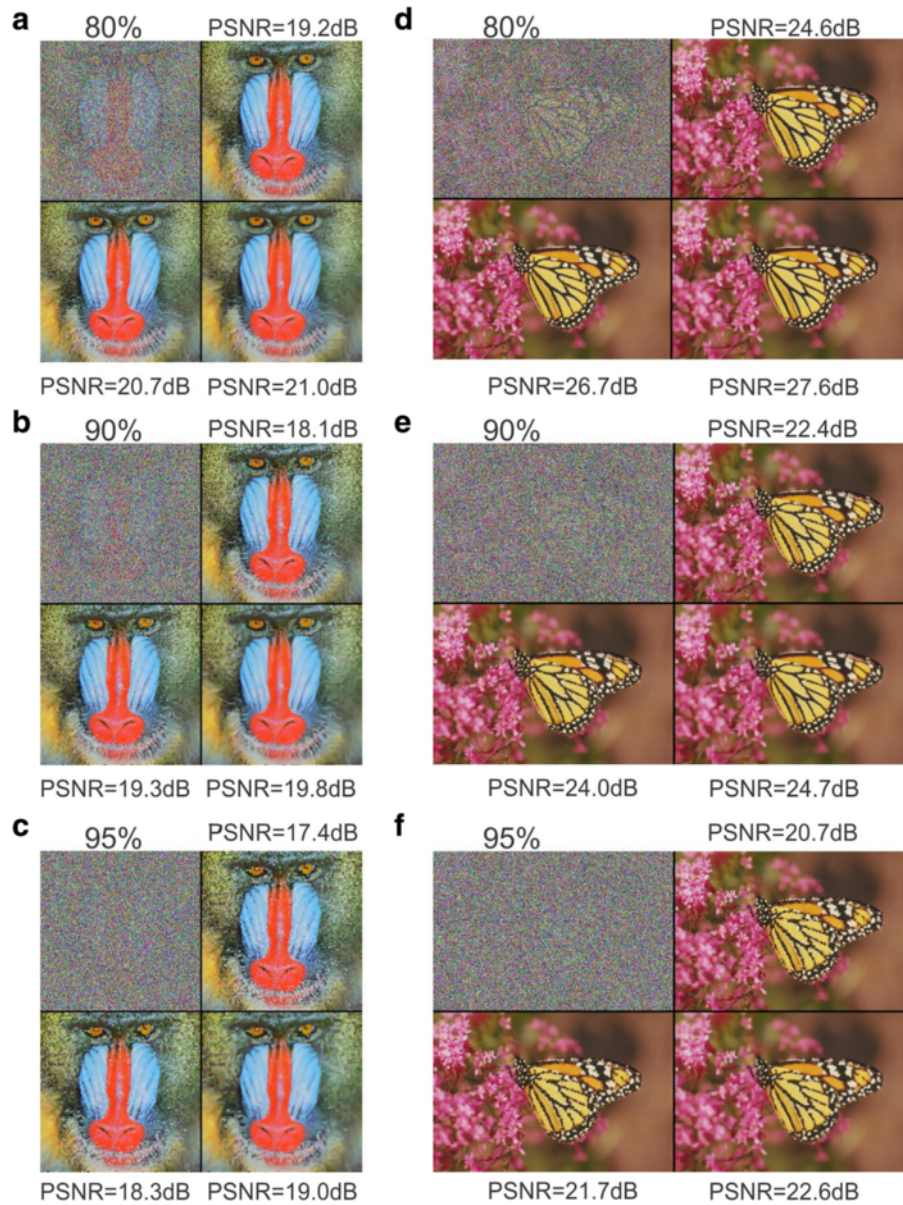 a
80%
PSNR=19.2dB
PSNR=20.7dB
PSNR=21.0dB
b
90%
PSNR=18.1dB
PSNR=19.3dB
PSNR=19.8dB
c
95%
PSNR=17.4dB
PSNR=18.3dB
PSNR=19.0dB
d
80%
PSNR=24.6dB
PSNR=26.7dB
PSNR=27.6dB
e
90%
PSNR=22.4dB
PSNR=24.0dB
PSNR=24.7dB
f
95%
PSNR=20.7dB
PSNR=21.7dB
PSNR=22.6dB